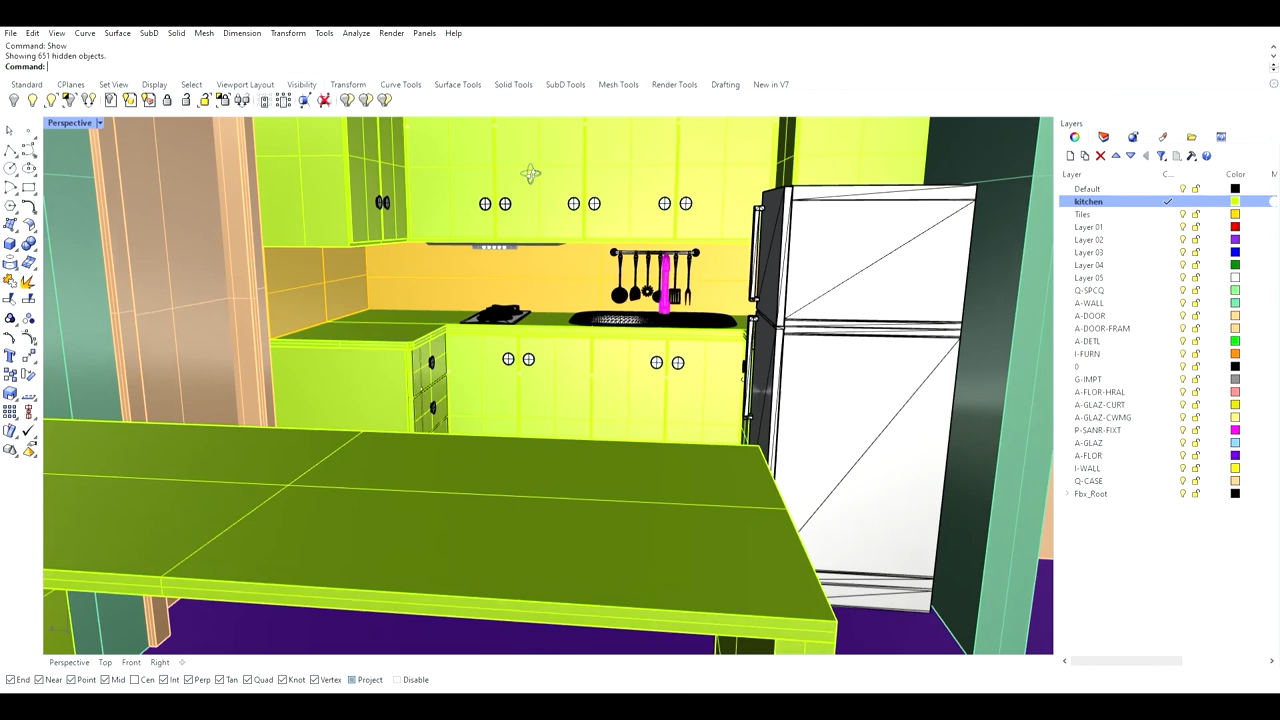 File Edit View Curve Surface SubD Solid Mesh Dimension Transform Tools Analyze Render Panels Help
Command: Show
Showing 651 hidden objects.
Command:
Standard CPlanes Set View Display Select Viewport Layout Visibility Transform Curve Tools Surface Tools Solid Tools SubD Tools Mesh Tools Render Tools Drafting New in V7
Perspective
Layers
Layer C... Color M
Default
kitchen
Tiles
Layer 01
Layer 02
Layer 03
Layer 04
Layer 05
Q-SPCQ
A-WALL
A-DOOR
A-DOOR-FRAM
A-DETL
I-FURN
0
G-IMPT
A-FLOR-HRAL
A-GLAZ-CURT
A-GLAZ-CWMG
P-SANR-FIXT
A-GLAZ
A-FLOR
I-WALL
Q-CASE
Fbx_Root
Perspective Top Front Right
End Near Point Mid Cen Int Perp Tan Quad Knot Vertex Project Disable